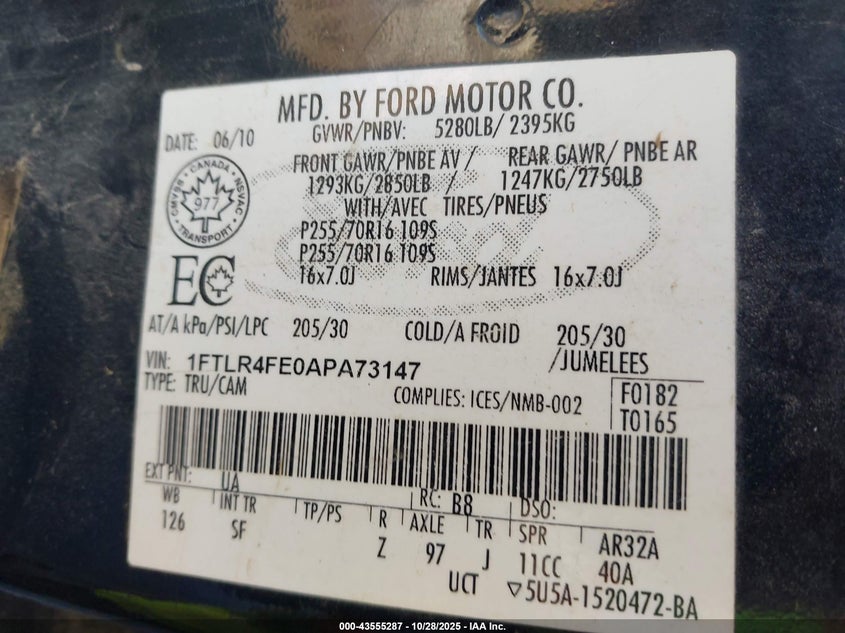 MFD. BY FORD MOTOR CO.
DATE: 06/10
GVWR/PNBV: 5280LB/ 2395KG
FRONT GAWR/PNBE AV / REAR GAWR/ PNBE AR
1293KG/2850LB / 1247KG/2750LB
WITH/AVEC TIRES/PNEUS
P255/70R16 109S
P255/70R16 109S
16x7.0J RIMS/JANTES 16x7.0J
CANADA
CMVSS NSVAC
977
TRANSPORT
EC
AT/A kPa/PSI/LPC 205/30 COLD/A FROID 205/30
/JUMELEES
VIN: 1FTLR4FE0APA73147
TYPE: TRU/CAM
COMPLIES: ICES/NMB-002
F0182
T0165
EXT PNT: UA RC: B8 DSO:
WB INT TR TP/PS R AXLE TR SPR AR32A
126 SF Z 97 J 11CC 40A
UCT ▽5U5A-1520472-BA
000-43555287 - 10/28/2025 - IAA Inc.